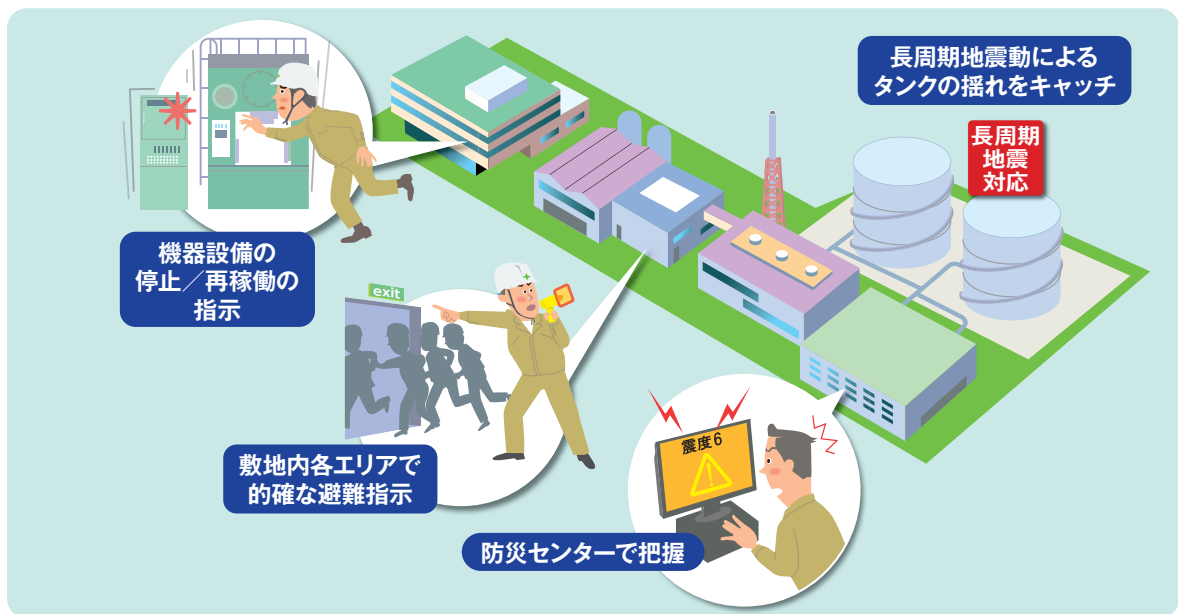 長周期地震動による
タンクの揺れをキャッチ
長周期
地震
対応
機器設備の
停止／再稼働の
指示
exit
敷地内各エリアで
的確な避難指示
震度6
防災センターで把握